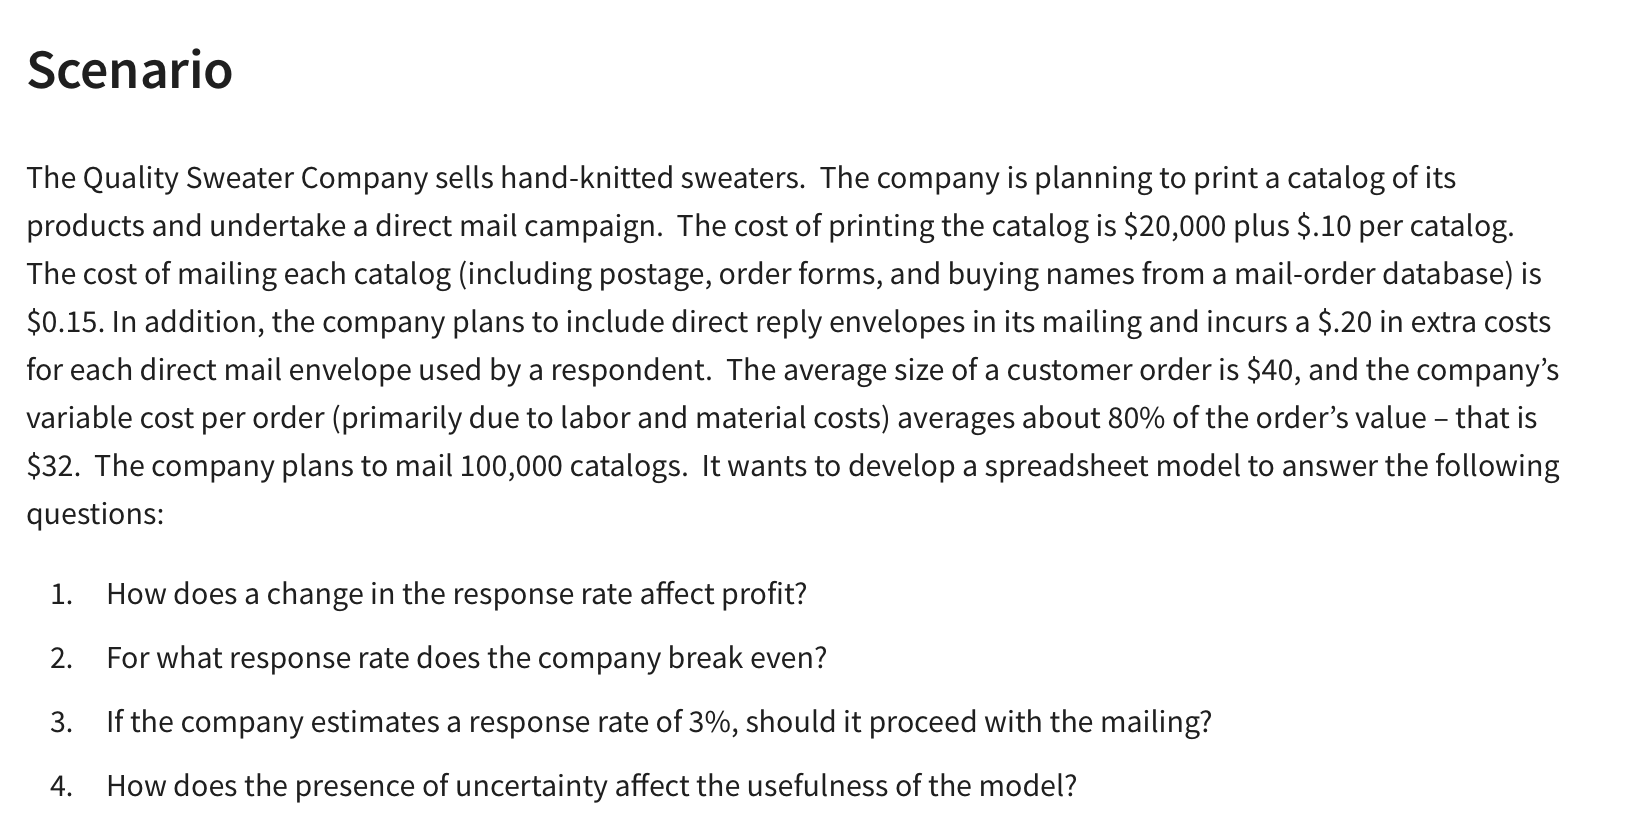 Scenario
The Quality Sweater Company sells hand-knitted sweaters.  The company is planning to print a catalog of its
products and undertake a direct mail campaign.  The cost of printing the catalog is $20,000 plus $.10 per catalog.
The cost of mailing each catalog (including postage, order forms, and buying names from a mail-order database) is
$0.15. In addition, the company plans to include direct reply envelopes in its mailing and incurs a $.20 in extra costs
for each direct mail envelope used by a respondent.  The average size of a customer order is $40, and the company’s
variable cost per order (primarily due to labor and material costs) averages about 80% of the order’s value – that is
$32.  The company plans to mail 100,000 catalogs.  It wants to develop a spreadsheet model to answer the following
questions:
1. How does a change in the response rate affect profit?
2. For what response rate does the company break even?
3. If the company estimates a response rate of 3%, should it proceed with the mailing?
4. How does the presence of uncertainty affect the usefulness of the model?